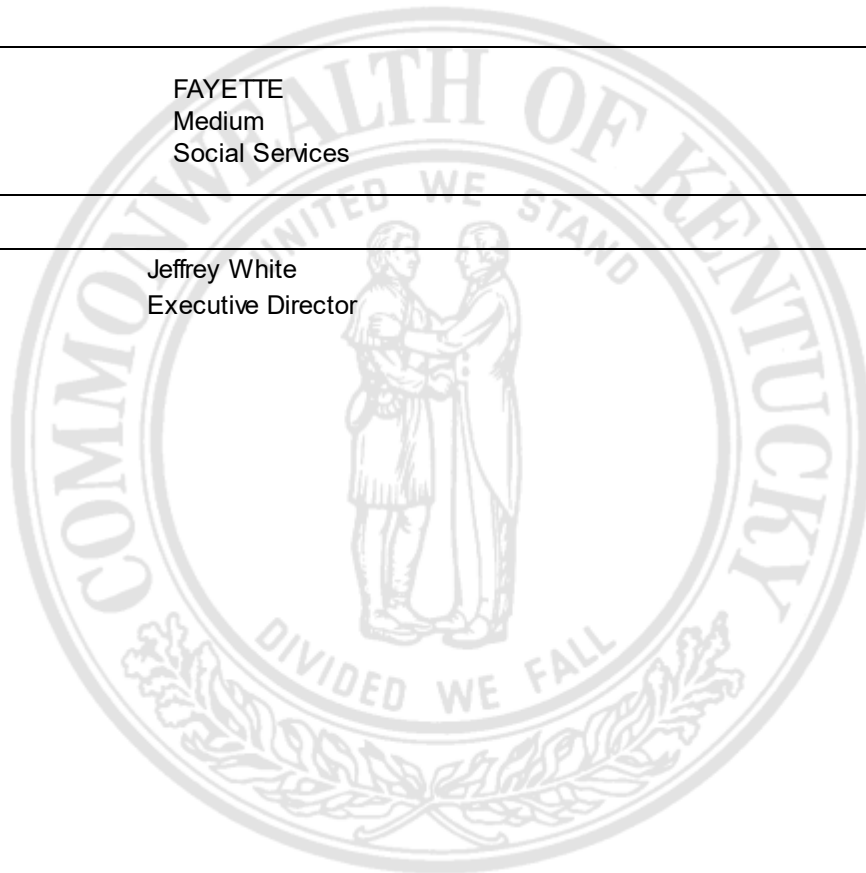 FAYETTE
Medium
Social Services
Jeffrey White
Executive Director
COMMONWEALTH OF KENTUCKY
UNITED WE STAND
DIVIDED WE FALL